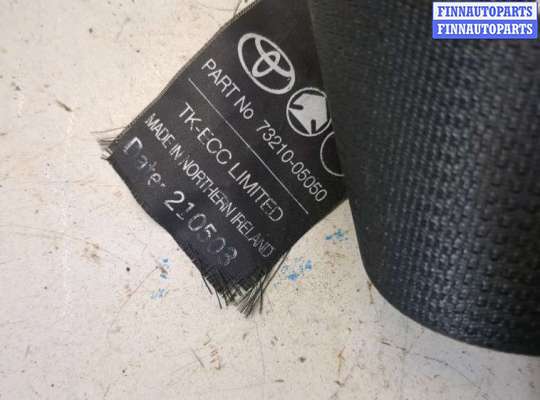 FINNAUTOPARTS
FINNAUTOPARTS
PART No 73210-05050
TK-ECC LIMITED
MADE IN NORTHERN IRELAND
Date- 210503